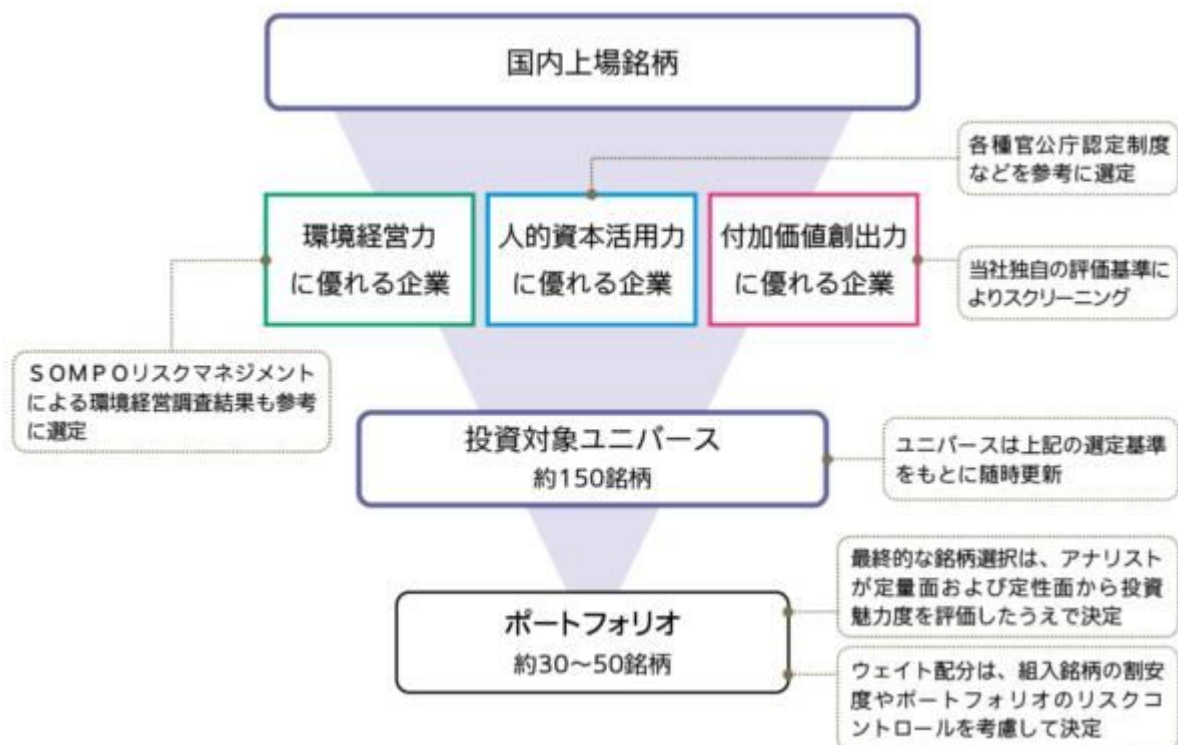 国内上場銘柄
各種官公庁認定制度
などを参考に選定
環境経営力
に優れる企業
人的資本活用力
に優れる企業
付加価値創出力
に優れる企業
当社独自の評価基準に
よりスクリーニング
ＳＯＭＰＯリスクマネジメント
による環境経営調査結果も参考
に選定
投資対象ユニバース
約150銘柄
ユニバースは上記の選定基準
をもとに随時更新
ポートフォリオ
約30～50銘柄
最終的な銘柄選択は、アナリスト
が定量面および定性面から投資
魅力度を評価したうえで決定
ウェイト配分は、組入銘柄の割安
度やポートフォリオのリスクコ
ントロールを考慮して決定